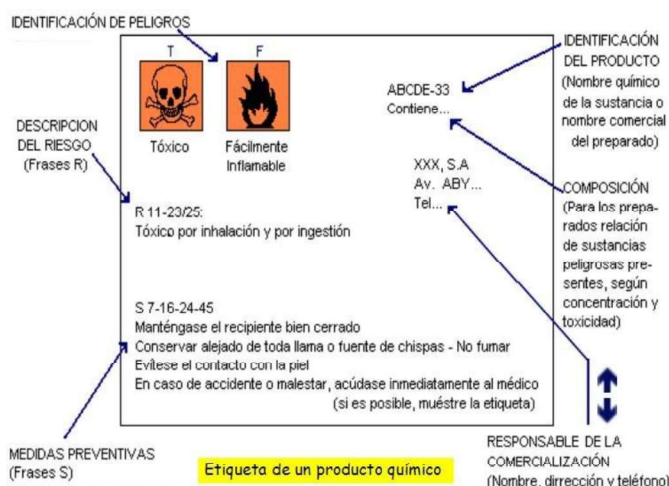 IDENTIFICACIÓN DE PELIGROS
T
F
Tóxico
Fácilmente
Inflamable
ABCDE-33
Contiene...
XXX, S.A
Av. ABY...
Tel...
DESCRIPCION
DEL RIESGO
(Frases R)
R 11-23/25:
Tóxico por inhalación y por ingestión
S 7-16-24-45
Manténgase el recipiente bien cerrado
Conservar alejado de toda llama o fuente de chispas - No fumar
Evítese el contacto con la piel
En caso de accidente o malestar, acúdase inmediatamente al médico
(si es posible, muéstre la etiqueta)
MEDIDAS PREVENTIVAS
(Frases S)
Etiqueta de un producto químico
IDENTIFICACIÓN
DEL PRODUCTO
(Nombre químico
de la sustancia o
nombre comercial
del preparado)
COMPOSICIÓN
(Para los prepa-
rados relación
de sustancias
peligrosas pre-
sentes, según
concentración y
toxicidad)
RESPONSABLE DE LA
COMERCIALIZACIÓN
(Nombre, dirrección y teléfono)